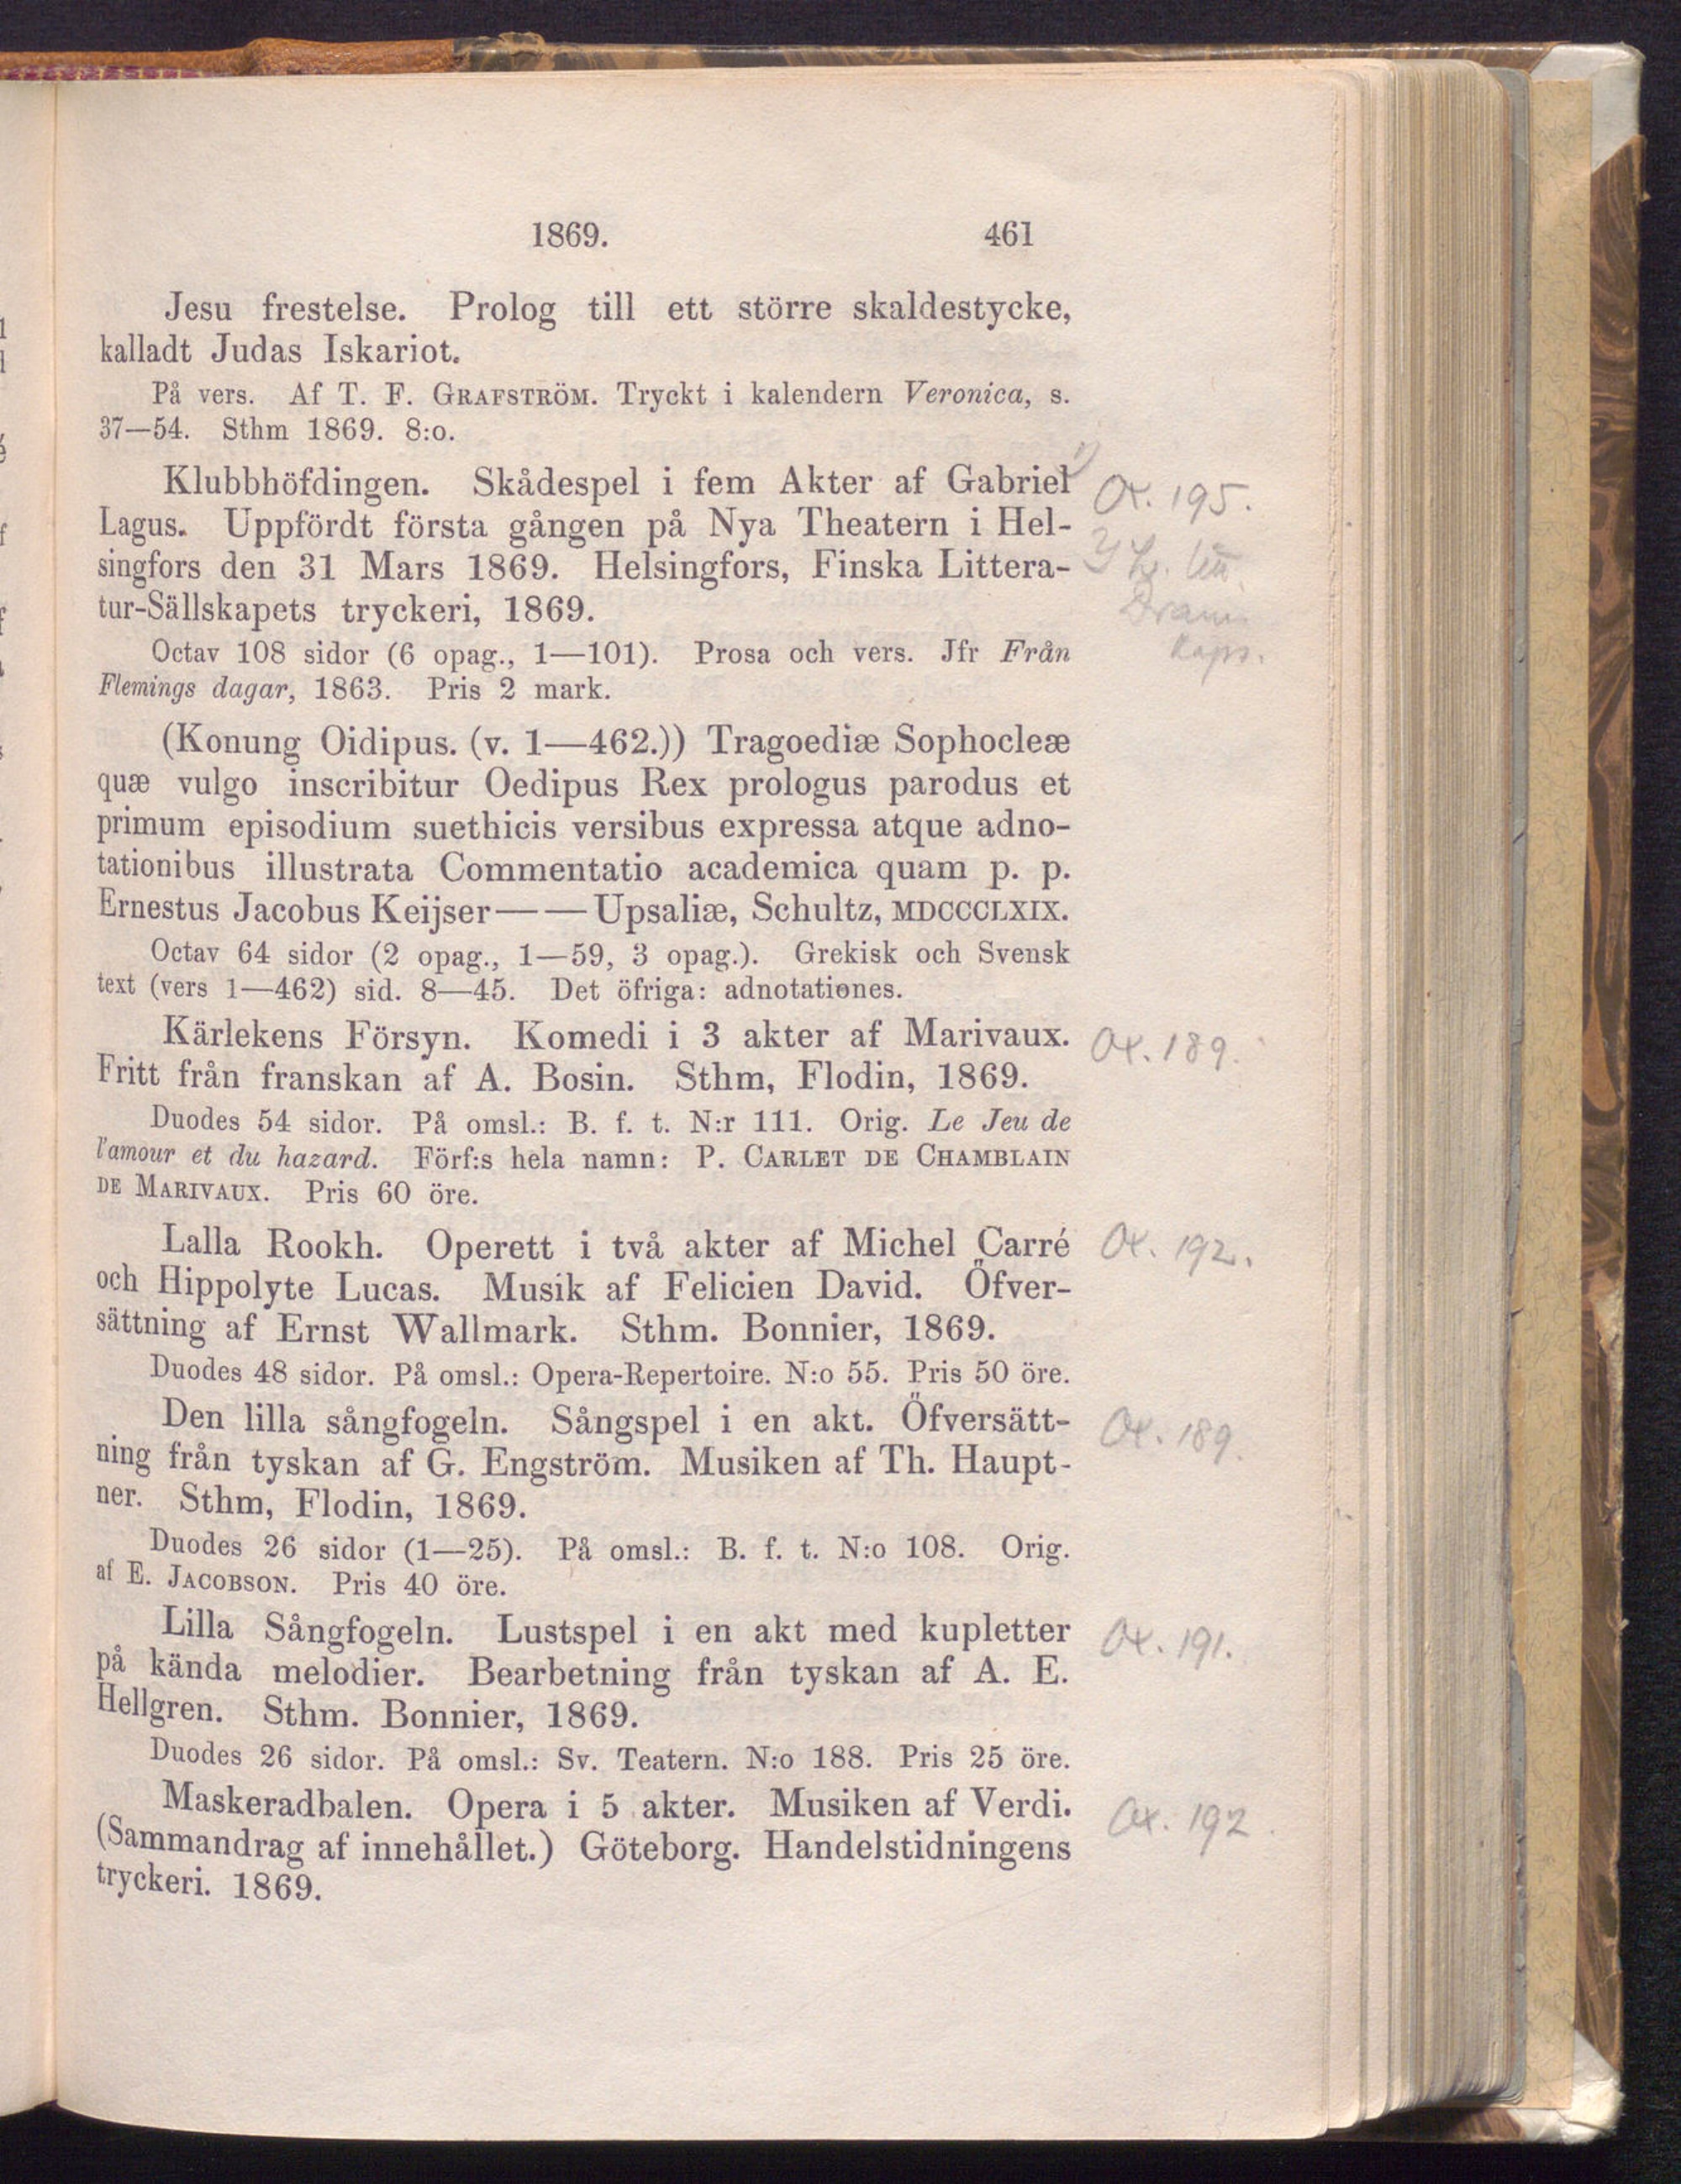 1869. 461
Jesu frestelse. Prolog till ett större skaldestycke,
kalladt Judas Iskariot.
På vers. Af T. F. GRAFSTRÖM. Tryckt i kalendern Veronica, s.
37—54. Sthm 1869. 8:o.
Klubbhöfdingen. Skådespel i fem Akter af Gabriel
Ox. 195.
Lagus. Uppfördt första gången på Nya Theatern i Hel-
singfors den 31 Mars 1869. Helsingfors, Finska Littera-
tur-Sällskapets tryckeri, 1869.
Dram.
Kaps.
Octav 108 sidor (6 opag., 1—101). Prosa och vers. Jfr Från
Flemings dagar, 1863. Pris 2 mark.
(Konung Oidipus. (v. 1—462.)) Tragoediæ Sophocleæ
quæ vulgo inscribitur Oedipus Rex prologus parodus et
primum episodium suethicis versibus expressa atque adno-
tationibus illustrata Commentatio academica quam p. p.
Ernestus Jacobus Keijser— —Upsaliæ, Schultz, MDCCCLXIX.
Octav 64 sidor (2 opag., 1—59, 3 opag.). Grekisk och Svensk
text (vers 1—462) sid. 8—45. Det öfriga: adnotationes.
Kärlekens Försyn. Komedi i 3 akter af Marivaux.
Ox. 189.
Fritt från franskan af A. Bosin. Sthm, Flodin, 1869.
Duodes 54 sidor. På omsl.: B. f. t. N:r 111. Orig. Le Jeu de
l'amour et du hazard. Förf:s hela namn: P. CARLET DE CHAMBLAIN
DE MARIVAUX. Pris 60 öre.
Lalla Rookh. Operett i två akter af Michel Carré
Ox. 192.
och Hippolyte Lucas. Musik af Felicien David. Öfver-
sättning af Ernst Wallmark. Sthm. Bonnier, 1869.
Duodes 48 sidor. På omsl.: Opera-Repertoire. N:o 55. Pris 50 öre.
Den lilla sångfogeln. Sångspel i en akt. Öfversätt-
Ox. 189.
ning från tyskan af G. Engström. Musiken af Th. Haupt-
ner. Sthm, Flodin, 1869.
Duodes 26 sidor (1—25). På omsl.: B. f. t. N:o 108. Orig.
af E. JACOBSON. Pris 40 öre.
Lilla Sångfogeln. Lustspel i en akt med kupletter
Ox. 191.
på kända melodier. Bearbetning från tyskan af A. E.
Hellgren. Sthm. Bonnier, 1869.
Duodes 26 sidor. På omsl.: Sv. Teatern. N:o 188. Pris 25 öre.
Maskeradbalen. Opera i 5 akter. Musiken af Verdi.
Ox. 192.
(Sammandrag af innehållet.) Göteborg. Handelstidningens
tryckeri. 1869.